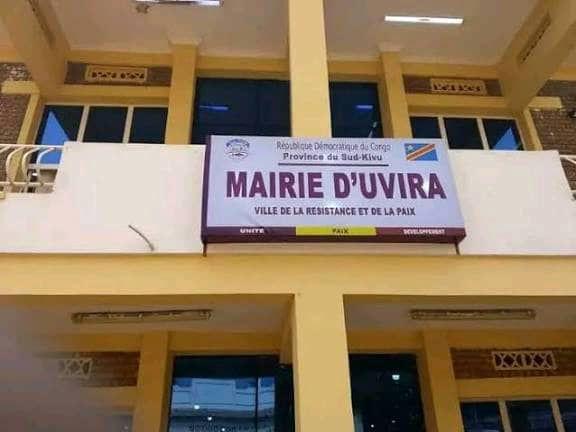 République Démocratique du Congo
Province du Sud-Kivu
MAIRIE D'UVIRA
VILLE DE LA RESISTANCE ET DE LA PAIX
UNITE PAIX DEVELOPPEMENT